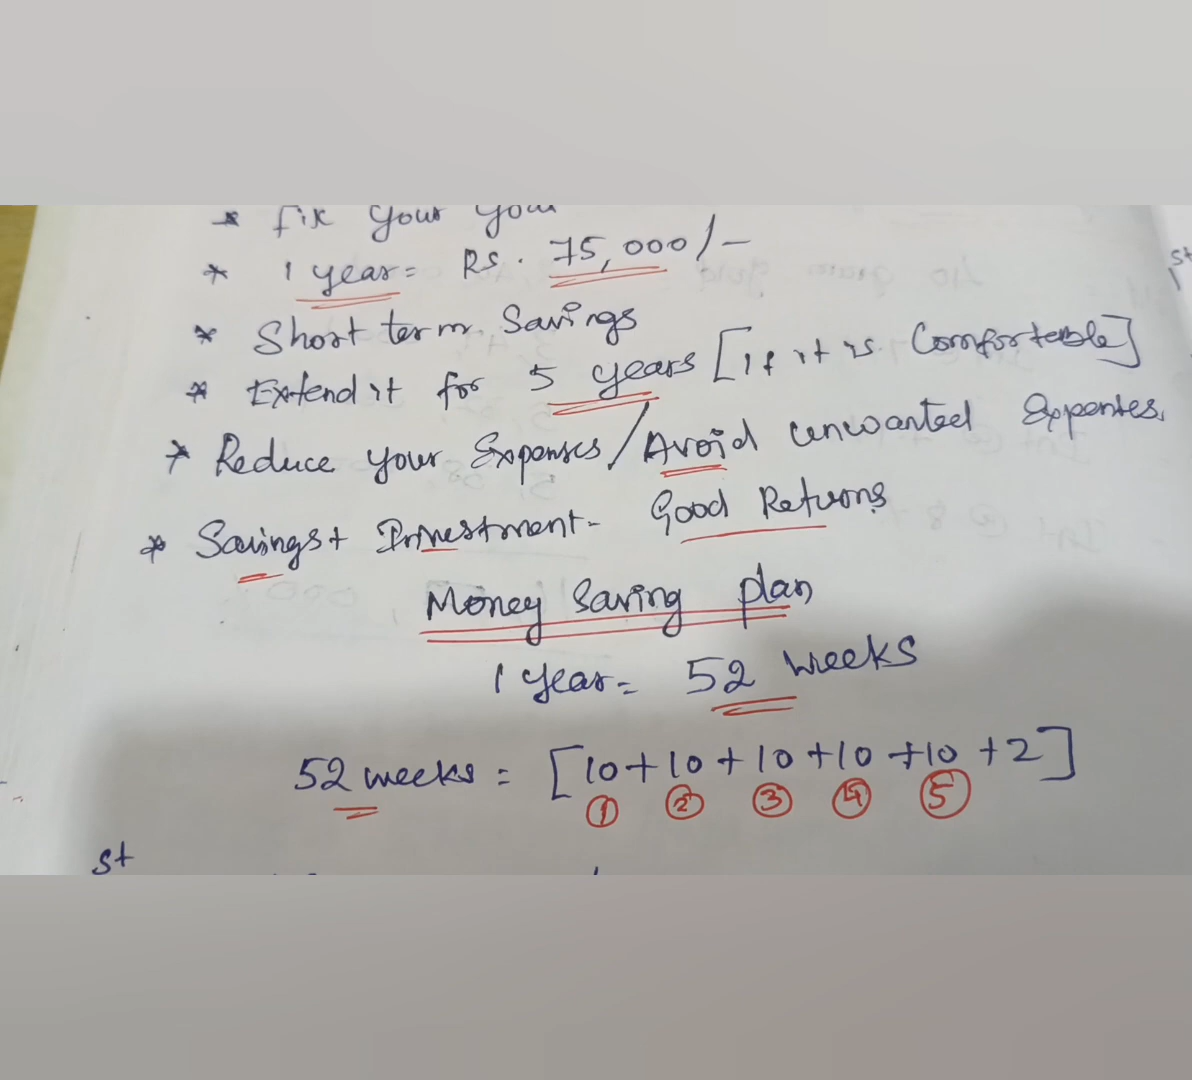 * fix your
* 1 year = RS. 75,000/-
* Short term Savings
* Extend it for 5 years [if it is Comfortable]
* Reduce your Expenses/Avoid unwanted Expenses.
* Savings + Investment - Good Returns
Money Saving plan
1 year = 52 weeks
52 weeks = [10+10+10+10+10+2]
① ② ③ ④ ⑤
st
st